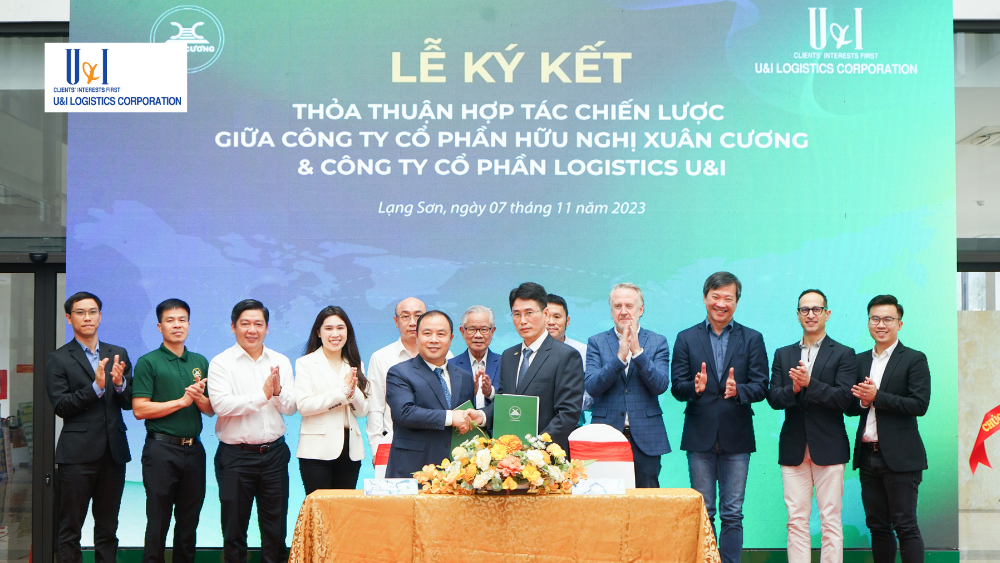 U&I
CLIENTS' INTERESTS FIRST
U&I LOGISTICS CORPORATION
CƯƠNG
U&I
CLIENTS' INTERESTS FIRST
U&I LOGISTICS CORPORATION
LỄ KÝ KẾT
THỎA THUẬN HỢP TÁC CHIẾN LƯỢC
GIỮA CÔNG TY CỔ PHẦN HỮU NGHỊ XUÂN CƯƠNG
& CÔNG TY CỔ PHẦN LOGISTICS U&I
Lạng Sơn, ngày 07 tháng 11 năm 2023
CHÚC